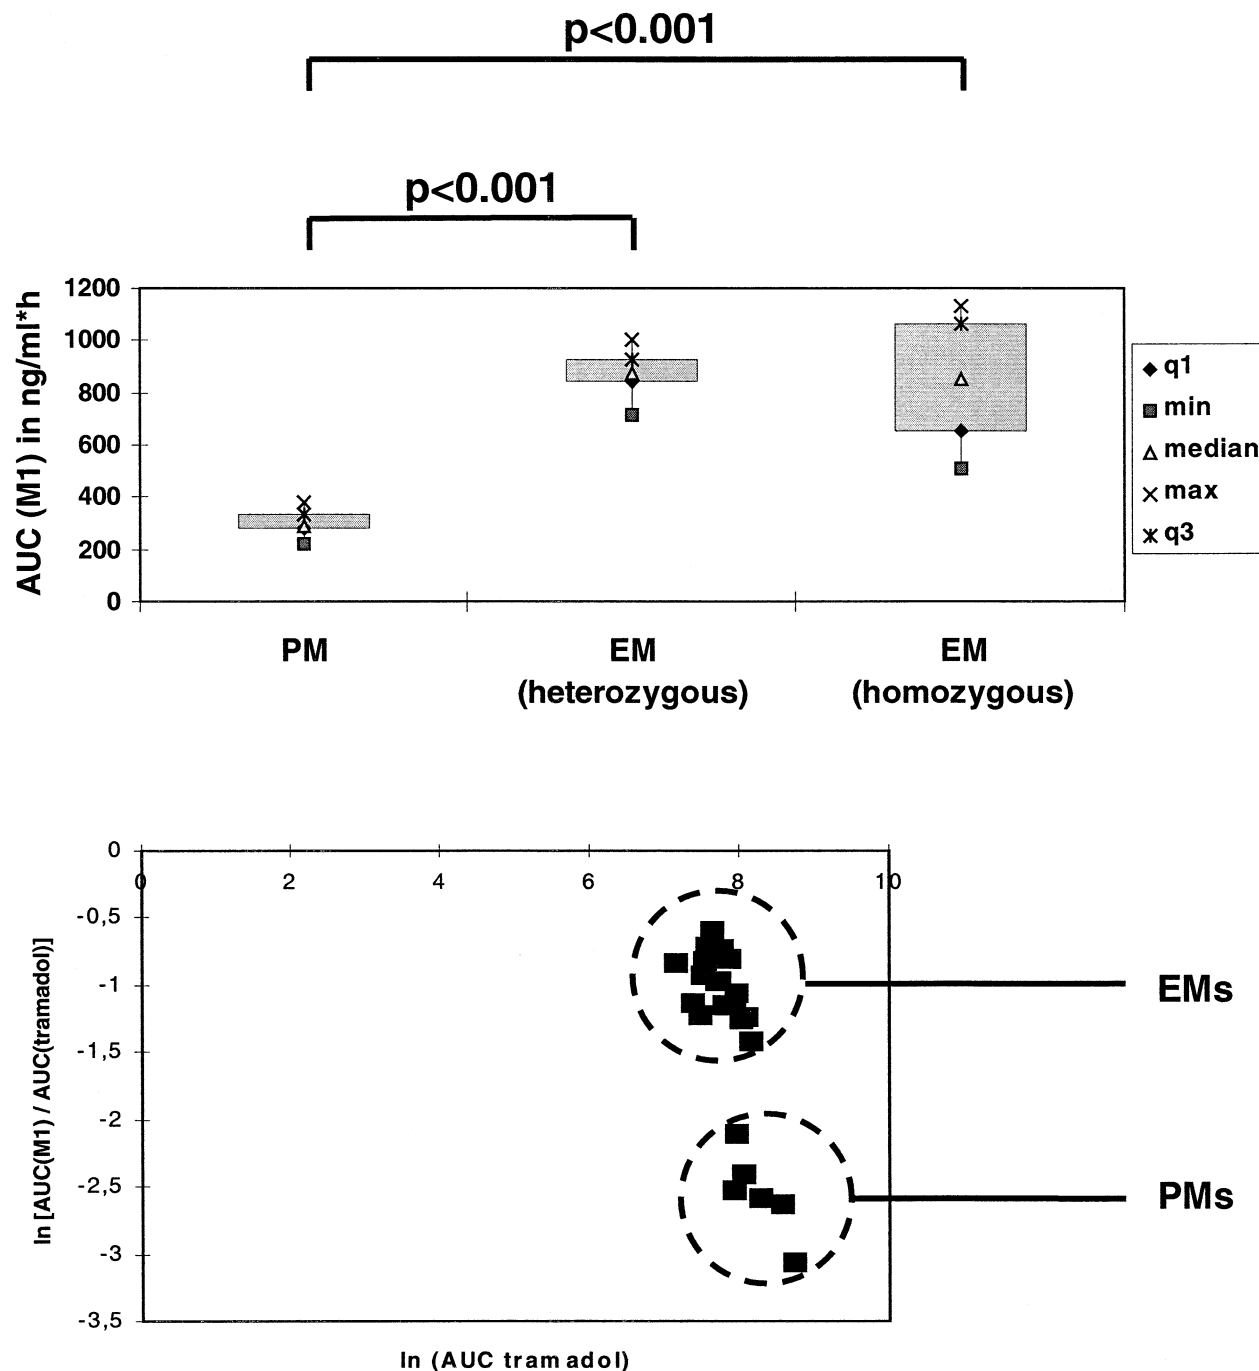 p<0.001
p<0.001
AUC (M1) in ng/ml*h
1200
1000
800
600
400
200
0
PM
EM
(heterozygous)
EM
(homozygous)
q1
min
median
max
q3
ln [AUC(M1) / AUC(tramadol)]
0
-0,5
-1
-1,5
-2
-2,5
-3
-3,5
0 2 4 6 8 10
EMs
PMs
ln (AUC tramadol)